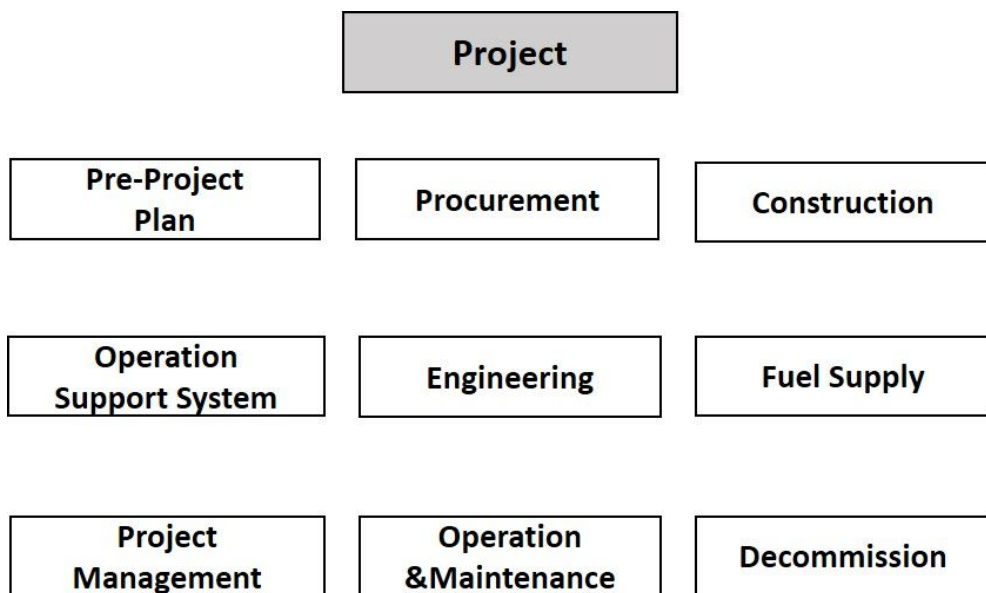 Project
Pre-Project
Plan
Procurement
Construction
Operation
Support System
Engineering
Fuel Supply
Project
Management
Operation
&Maintenance
Decommission